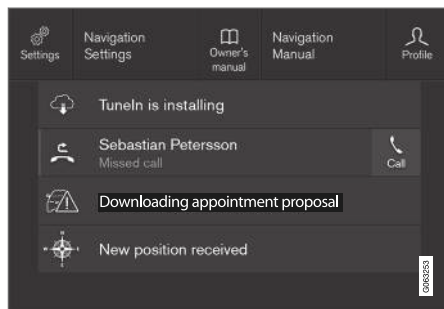 Settings
Navigation
Settings
Owner's
manual
Navigation
Manual
Profile
TuneIn is installing
Sebastian Petersson
Missed call
Call
Downloading appointment proposal
New position received
G063253